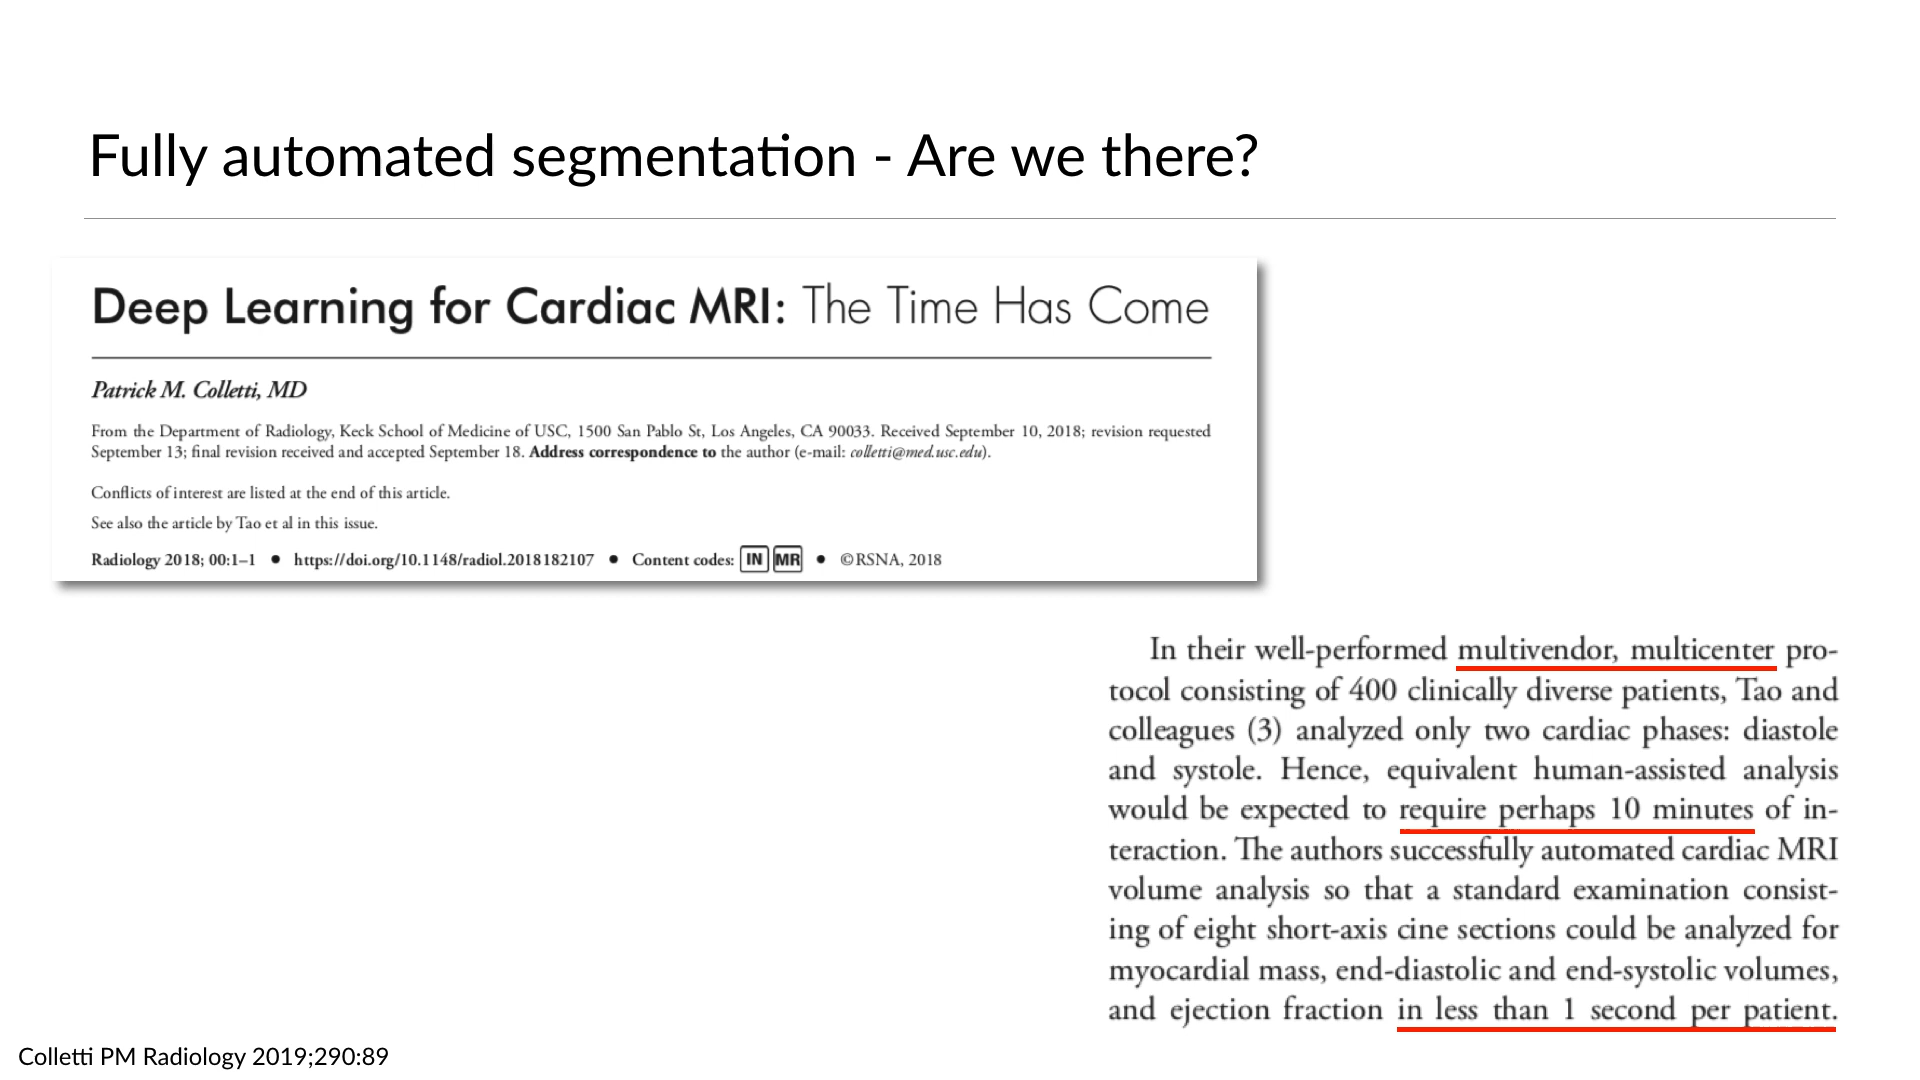 Fully automated segmentation - Are we there?
Deep Learning for Cardiac MRI: The Time Has Come
Patrick M. Colletti, MD
From the Department of Radiology, Keck School of Medicine of USC, 1500 San Pablo St, Los Angeles, CA 90033. Received September 10, 2018; revision requested
September 13; final revision received and accepted September 18. Address correspondence to the author (e-mail: colletti@med.usc.edu).
Conflicts of interest are listed at the end of this article.
See also the article by Tao et al in this issue.
Radiology 2018; 00:1–1 ● https://doi.org/10.1148/radiol.2018182107 ● Content codes: IN MR ● ©RSNA, 2018
In their well-performed multivendor, multicenter pro-
tocol consisting of 400 clinically diverse patients, Tao and
colleagues (3) analyzed only two cardiac phases: diastole
and systole. Hence, equivalent human-assisted analysis
would be expected to require perhaps 10 minutes of in-
teraction. The authors successfully automated cardiac MRI
volume analysis so that a standard examination consist-
ing of eight short-axis cine sections could be analyzed for
myocardial mass, end-diastolic and end-systolic volumes,
and ejection fraction in less than 1 second per patient.
Colletti PM Radiology 2019;290:89